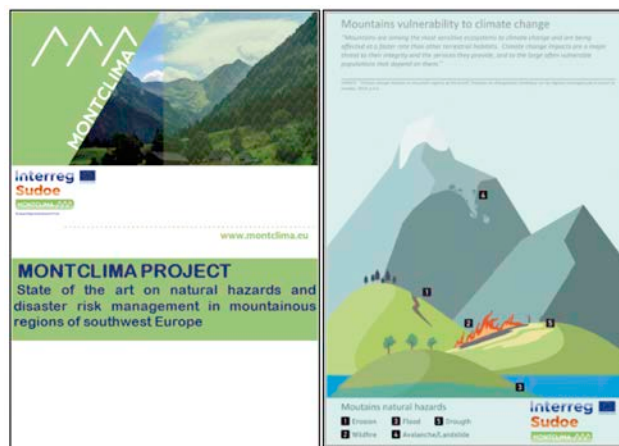 MONTCLIMA
Interreg
Sudoe
MONTCLIMA
www.montclima.eu
MONTCLIMA PROJECT
State of the art on natural hazards and
disaster risk management in mountainous
regions of southwest Europe
Mountains vulnerability to climate change
"Mountains are among the most sensitive ecosystems to climate change and are being
affected at a faster rate than other terrestrial habitats. Climate change impacts are a major
threat to their integrity and the services they provide, and to the large often vulnerable
populations that depend on them."
4
1
2
5
3
Moutains natural hazards
1 Erosion 3 Flood 5 Drough
2 Wildfire 4 Avalanche/Landslide
Interreg
Sudoe
MONTCLIMA